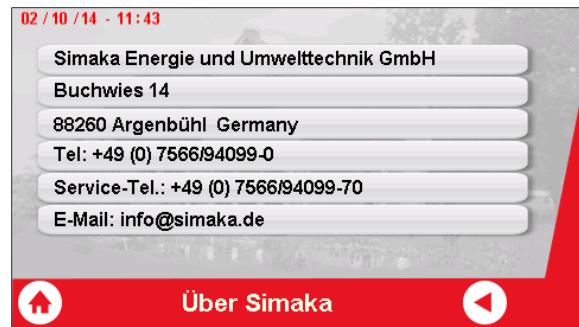 02 / 10 / 14 - 11:43
Simaka Energie und Umwelttechnik GmbH
Buchwies 14
88260 Argenbühl Germany
Tel: +49 (0) 7566/94099-0
Service-Tel.: +49 (0) 7566/94099-70
E-Mail: info@simaka.de
Über Simaka